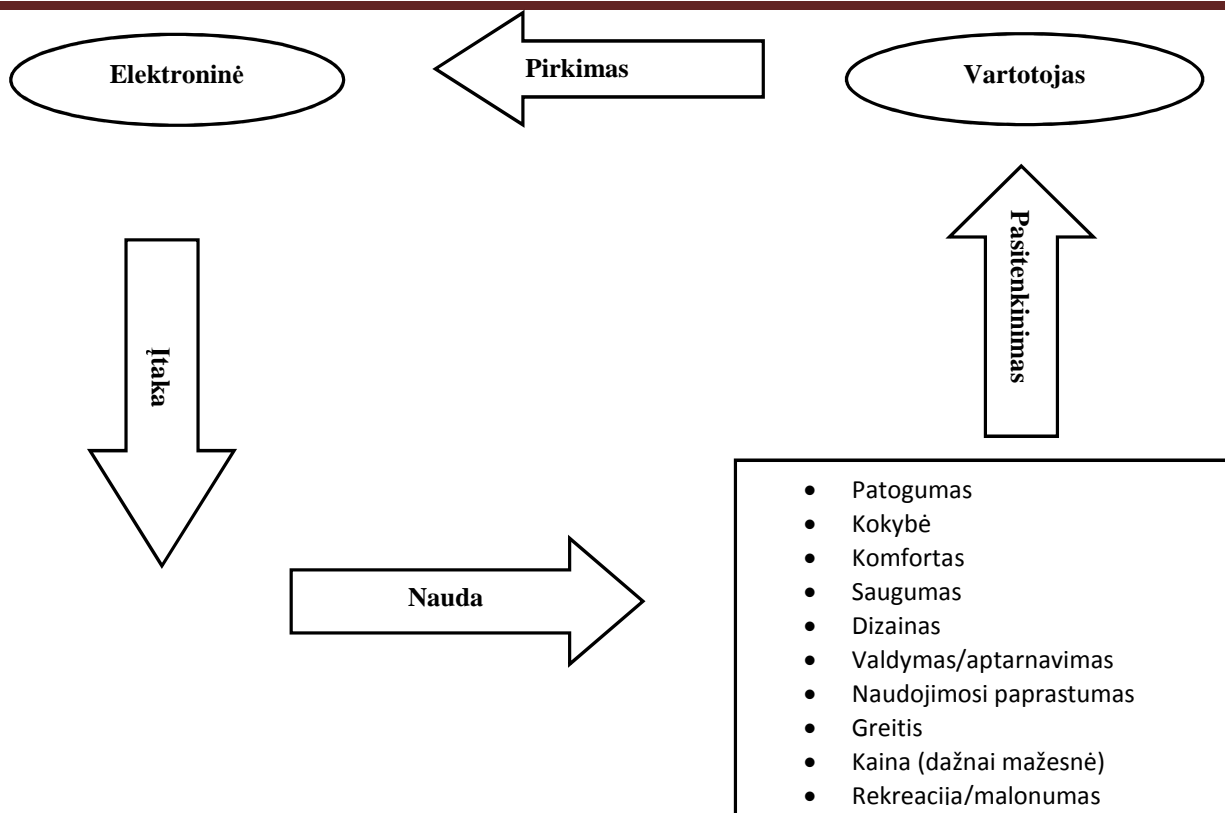 Elektroninė
Pirkimas
Vartotojas
Įtaka
Pasitenkinimas
Nauda
• Patogumas
• Kokybė
• Komfortas
• Saugumas
• Dizainas
• Valdymas/aptarnavimas
• Naudojimosi paprastumas
• Greitis
• Kaina (dažnai mažesnė)
• Rekreacija/malonumas